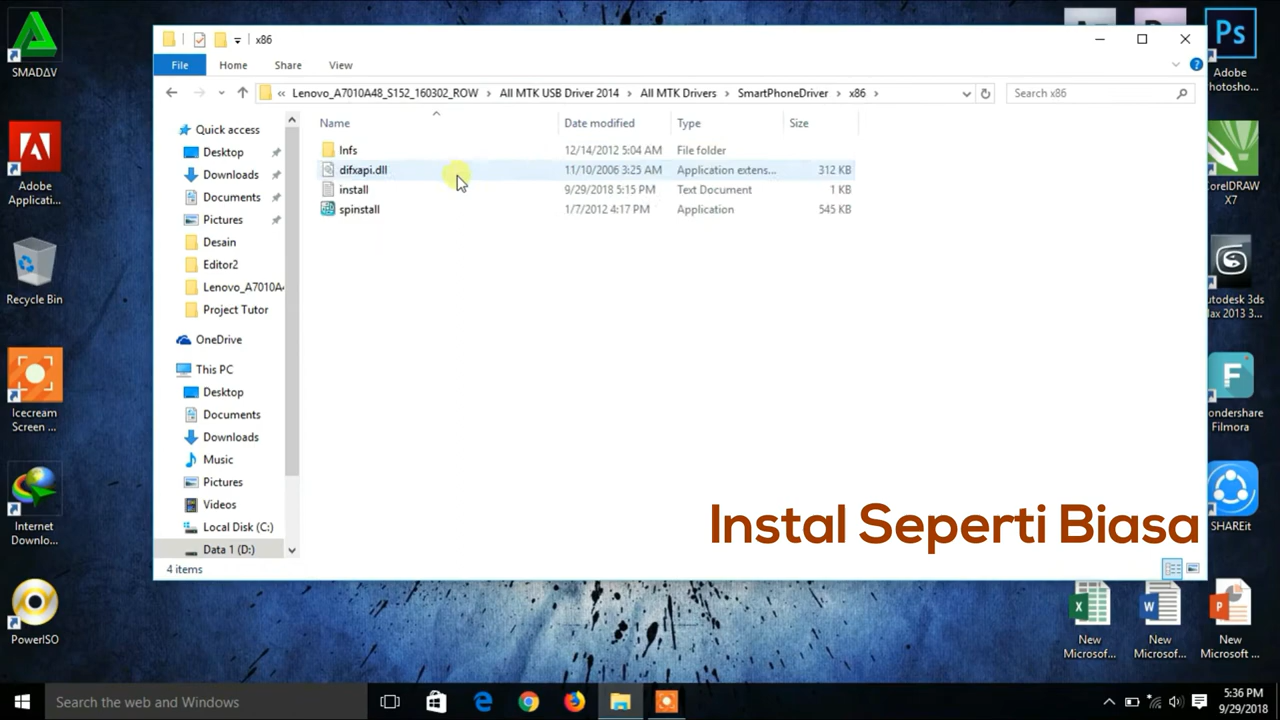 SMADΔV
Adobe
Applicati...
Recycle Bin
Icecream
Screen ...
Internet
Downlo...
PowerISO
x86
File
Home
Share
View
« Lenovo_A7010A48_S152_160302_ROW > All MTK USB Driver 2014 > All MTK Drivers > SmartPhoneDriver > x86 >
Search x86
Quick access
Desktop
Downloads
Documents
Pictures
Desain
Editor2
Lenovo_A7010A
Project Tutor
OneDrive
This PC
Desktop
Documents
Downloads
Music
Pictures
Videos
Local Disk (C:)
Data 1 (D:)
Name Date modified Type Size
Infs 12/14/2012 5:04 AM File folder
difxapi.dll 11/10/2006 3:25 AM Application extens... 312 KB
install 9/29/2018 5:15 PM Text Document 1 KB
spinstall 1/7/2012 4:17 PM Application 545 KB
Instal Seperti Biasa
4 items
Ps
Adobe
hotosho...
CorelDRAW
X7
utodesk 3ds
Max 2013 3...
ondershare
Filmora
SHAREit
New
Microsof...
New
Microsof...
New
Microsoft ...
Search the web and Windows
5:36 PM
9/29/2018